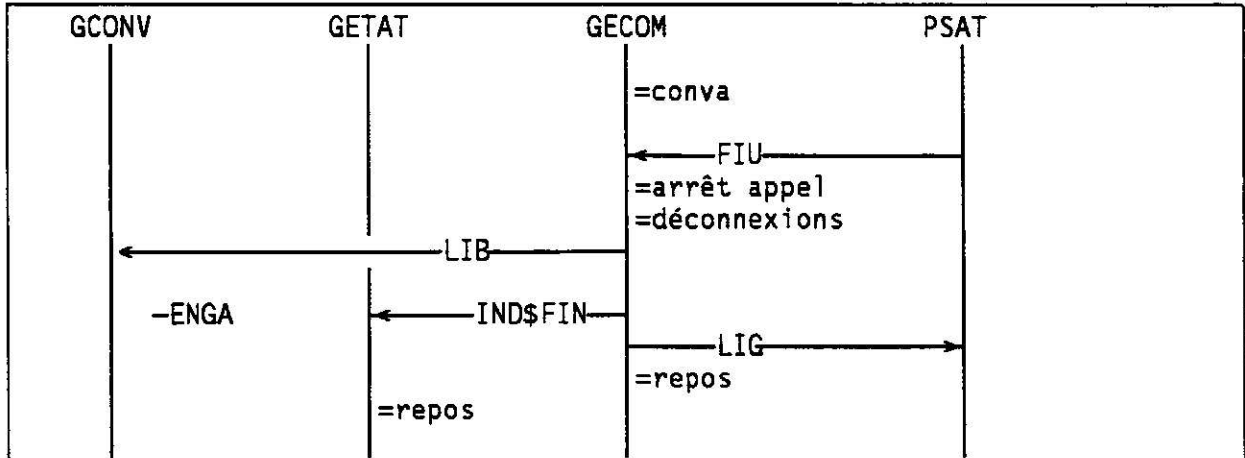 GCONV GETAT GECOM PSAT
=conva
FIU
=arrêt appel
=déconnexions
LIB
-ENGA IND$FIN
LIG
=repos
=repos